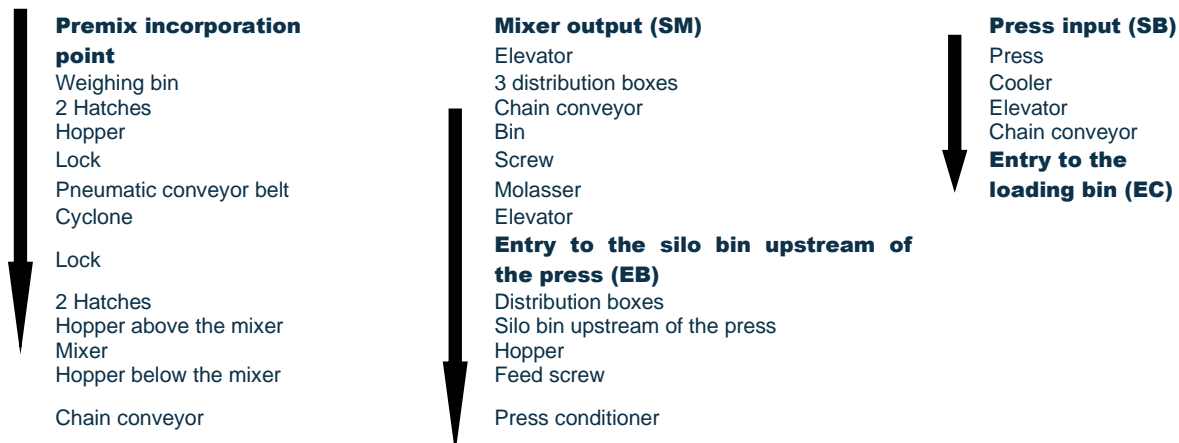 Premix incorporation
point
Weighing bin
2 Hatches
Hopper
Lock
Pneumatic conveyor belt
Cyclone
Lock
2 Hatches
Hopper above the mixer
Mixer
Hopper below the mixer
Chain conveyor
Mixer output (SM)
Elevator
3 distribution boxes
Chain conveyor
Bin
Screw
Molasser
Elevator
Entry to the silo bin upstream of
the press (EB)
Distribution boxes
Silo bin upstream of the press
Hopper
Feed screw
Press conditioner
Press input (SB)
Press
Cooler
Elevator
Chain conveyor
Entry to the
loading bin (EC)